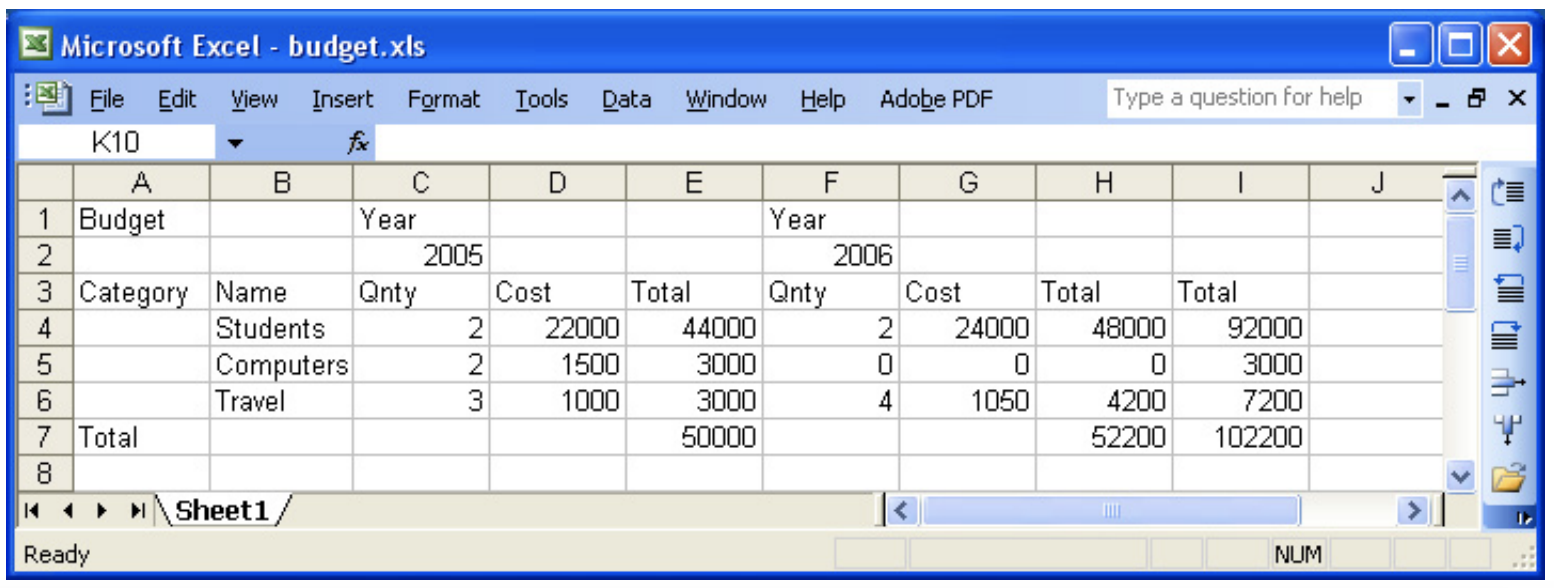 Microsoft Excel - budget.xls
File Edit View Insert Format Tools Data Window Help Adobe PDF Type a question for help
K10 fx
A B C D E F G H I J
1 Budget Year Year
2 2005 2006
3 Category Name Qnty Cost Total Qnty Cost Total Total
4 Students 2 22000 44000 2 24000 48000 92000
5 Computers 2 1500 3000 0 0 0 3000
6 Travel 3 1000 3000 4 1050 4200 7200
7 Total 50000 52200 102200
8
Sheet1
Ready NUM